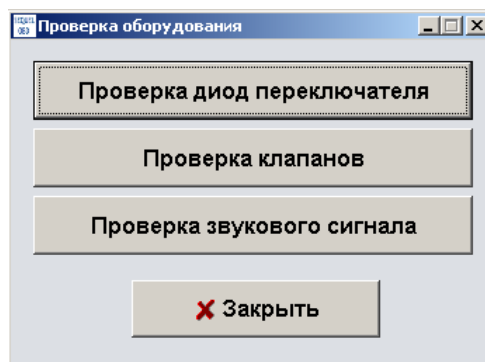 Проверка оборудования
Проверка диод переключателя
Проверка клапанов
Проверка звукового сигнала
Закрыть